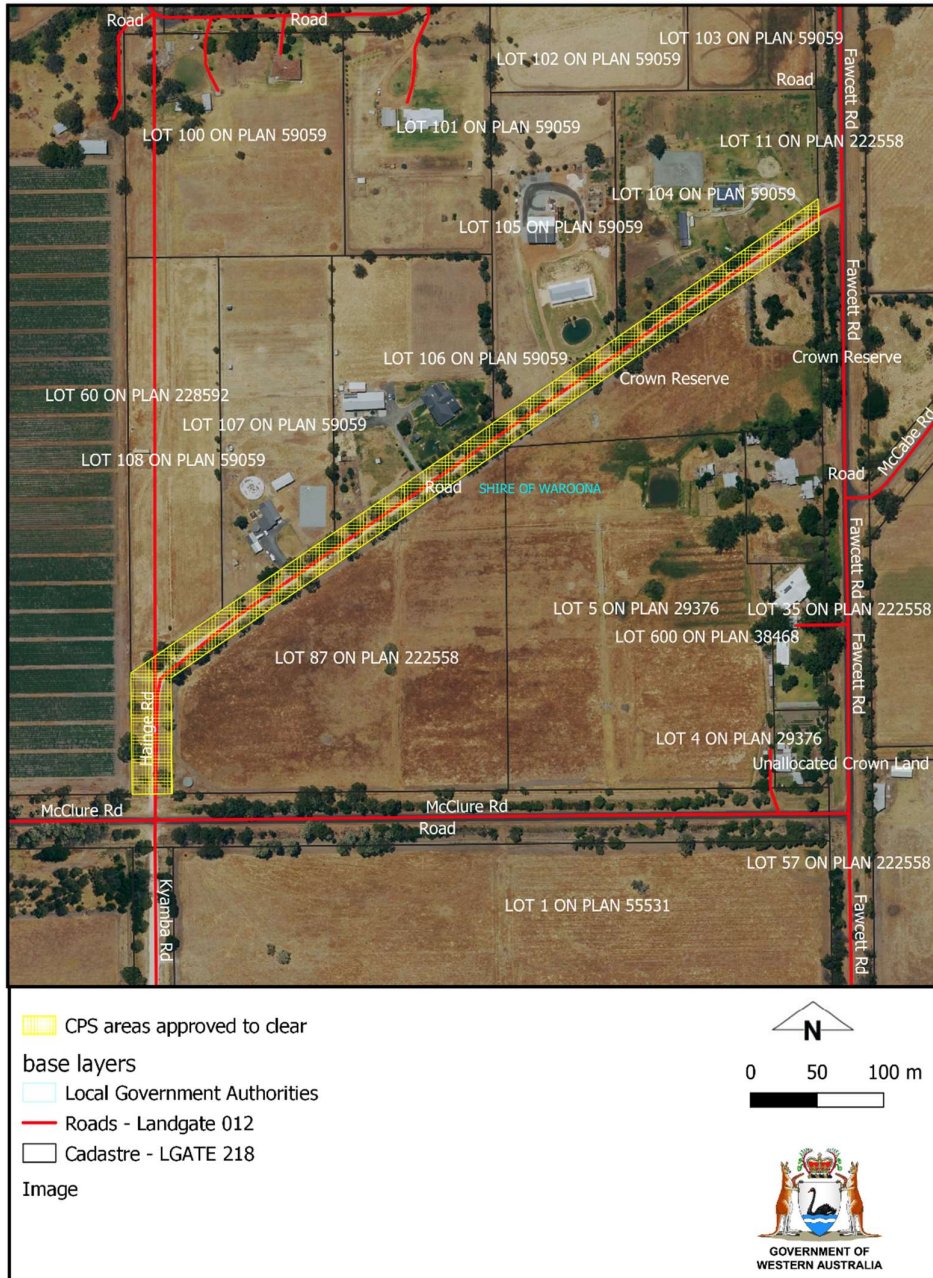 Road
Road
LOT 103 ON PLAN 59059
LOT 102 ON PLAN 59059
Road
Fawcett Rd
LOT 100 ON PLAN 59059
LOT 101 ON PLAN 59059
LOT 11 ON PLAN 222558
LOT 104 ON PLAN 59059
LOT 105 ON PLAN 59059
Fawcett Rd
LOT 106 ON PLAN 59059
Crown Reserve
Crown Reserve
LOT 60 ON PLAN 228592
LOT 107 ON PLAN 59059
McCabe Rd
LOT 108 ON PLAN 59059
Road
Road
SHIRE OF WAROONA
Fawcett Rd
LOT 5 ON PLAN 29376
LOT 35 ON PLAN 222558
LOT 600 ON PLAN 38468
LOT 87 ON PLAN 222558
Fawcett Rd
Hainge Rd
LOT 4 ON PLAN 29376
Unallocated Crown Land
McClure Rd
McClure Rd
Road
LOT 57 ON PLAN 222558
Kyamba Rd
LOT 1 ON PLAN 55531
Fawcett Rd
CPS areas approved to clear
base layers
Local Government Authorities
Roads - Landgate 012
Cadastre - LGATE 218
Image
N
0 50 100 m
GOVERNMENT OF
WESTERN AUSTRALIA